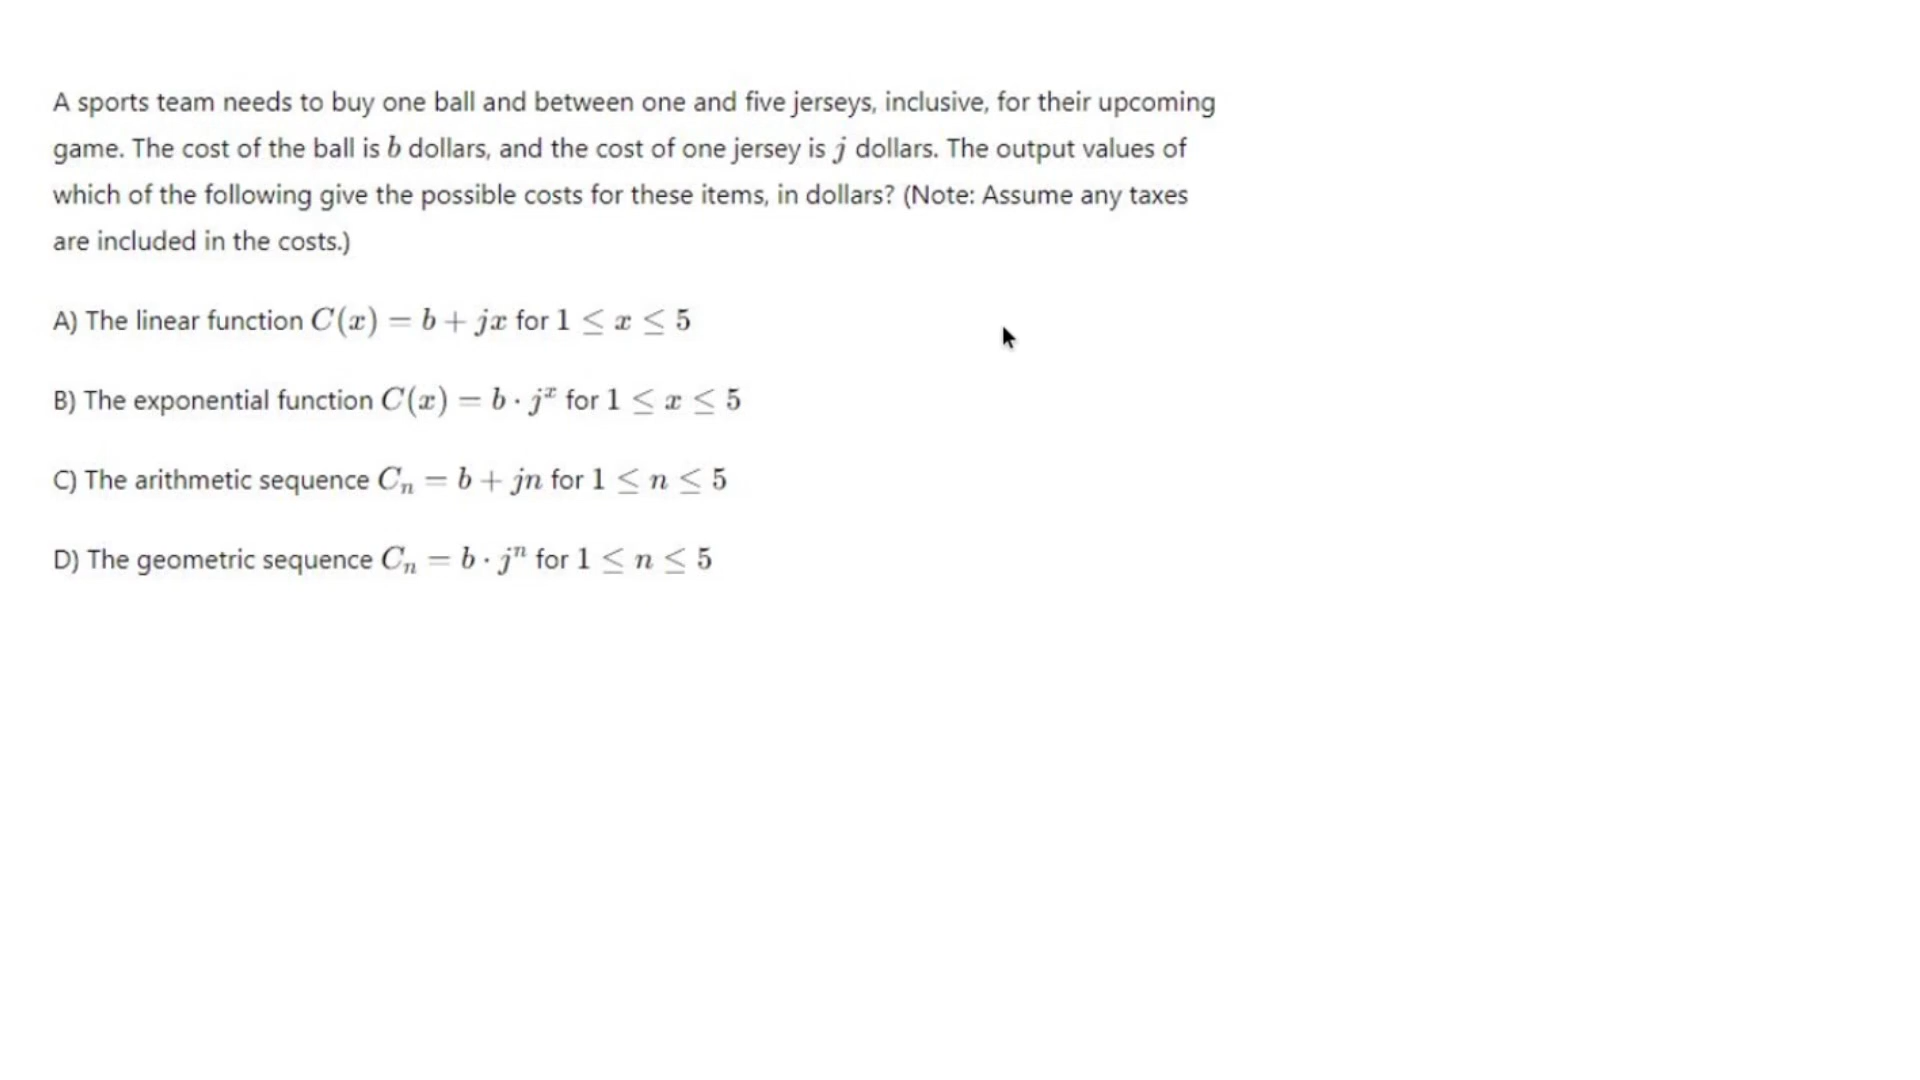 A sports team needs to buy one ball and between one and five jerseys, inclusive, for their upcoming
game. The cost of the ball is b dollars, and the cost of one jersey is j dollars. The output values of
which of the following give the possible costs for these items, in dollars? (Note: Assume any taxes
are included in the costs.)
A) The linear function C(x) = b + jx for 1 ≤ x ≤ 5
B) The exponential function C(x) = b · j^x for 1 ≤ x ≤ 5
C) The arithmetic sequence C_n = b + jn for 1 ≤ n ≤ 5
D) The geometric sequence C_n = b · j^n for 1 ≤ n ≤ 5